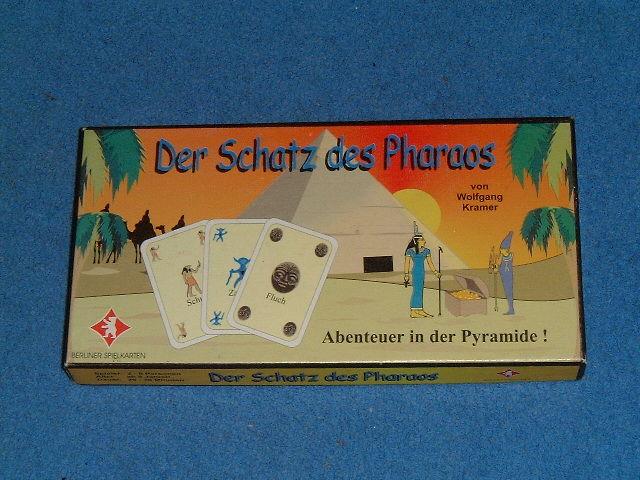 Der Schatz des Pharaos
von
Wolfgang
Kramer
Fluch
Abenteuer in der Pyramide !
BERLINER SPIELKARTEN
Der Schatz des Pharaos